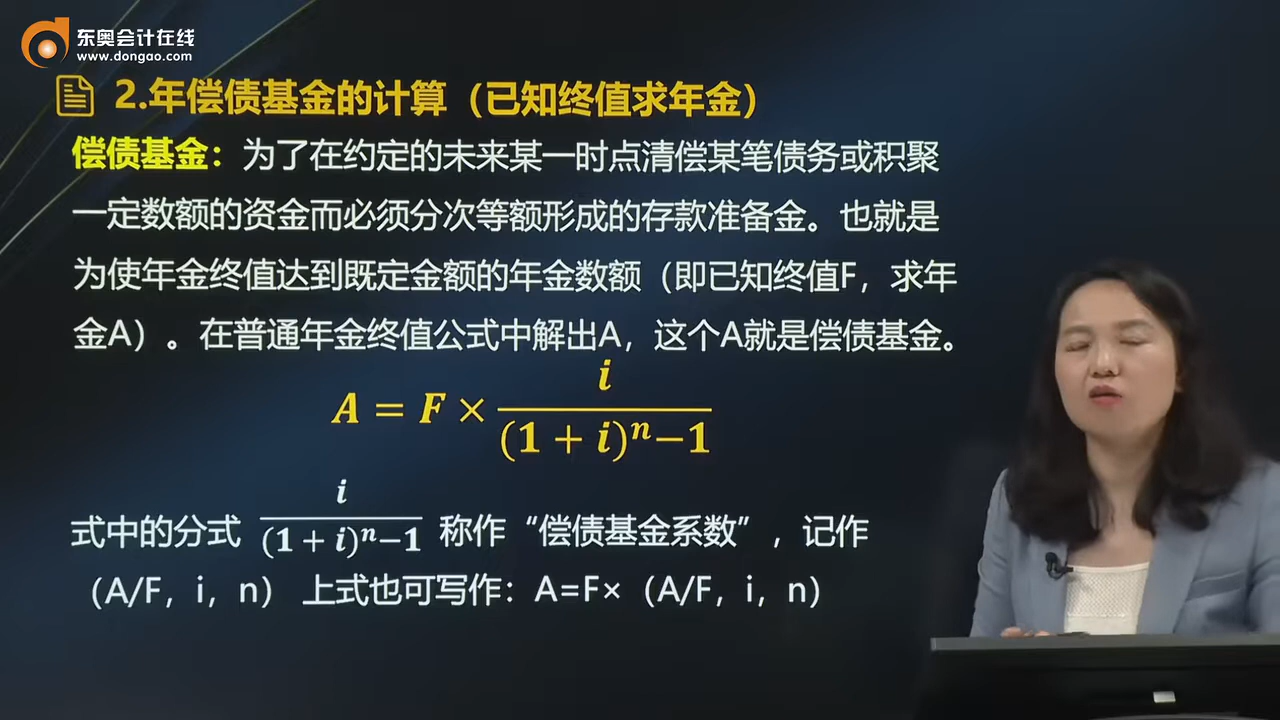 东奥会计在线
www.dongao.com
2.年偿债基金的计算（已知终值求年金）
偿债基金：为了在约定的未来某一时点清偿某笔债务或积聚
一定数额的资金而必须分次等额形成的存款准备金。也就是
为使年金终值达到既定金额的年金数额（即已知终值F，求年
金A）。在普通年金终值公式中解出A，这个A就是偿债基金。
A = F × i / (1 + i)ⁿ−1
式中的分式 i / (1 + i)ⁿ−1 称作“偿债基金系数”，记作
（A/F，i，n） 上式也可写作：A=F×（A/F，i，n）